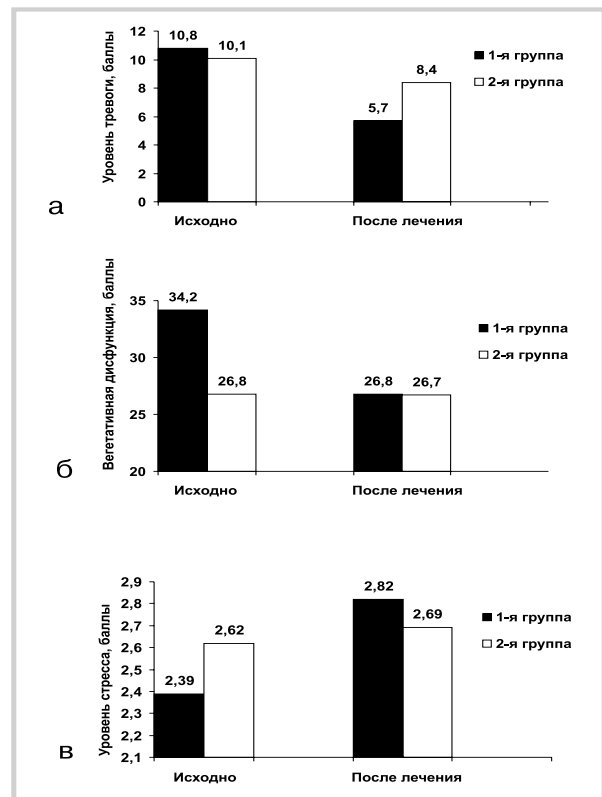 а
Уровень тревоги, баллы
12
10
8
6
4
2
0
10,8
10,1
5,7
8,4
1-я группа
2-я группа
Исходно
После лечения
б
Вегетативная дисфункция, баллы
35
30
25
20
34,2
26,8
26,8
26,7
1-я группа
2-я группа
Исходно
После лечения
в
Уровень стресса, баллы
2,9
2,8
2,7
2,6
2,5
2,4
2,3
2,2
2,1
2,39
2,62
2,82
2,69
1-я группа
2-я группа
Исходно
После лечения